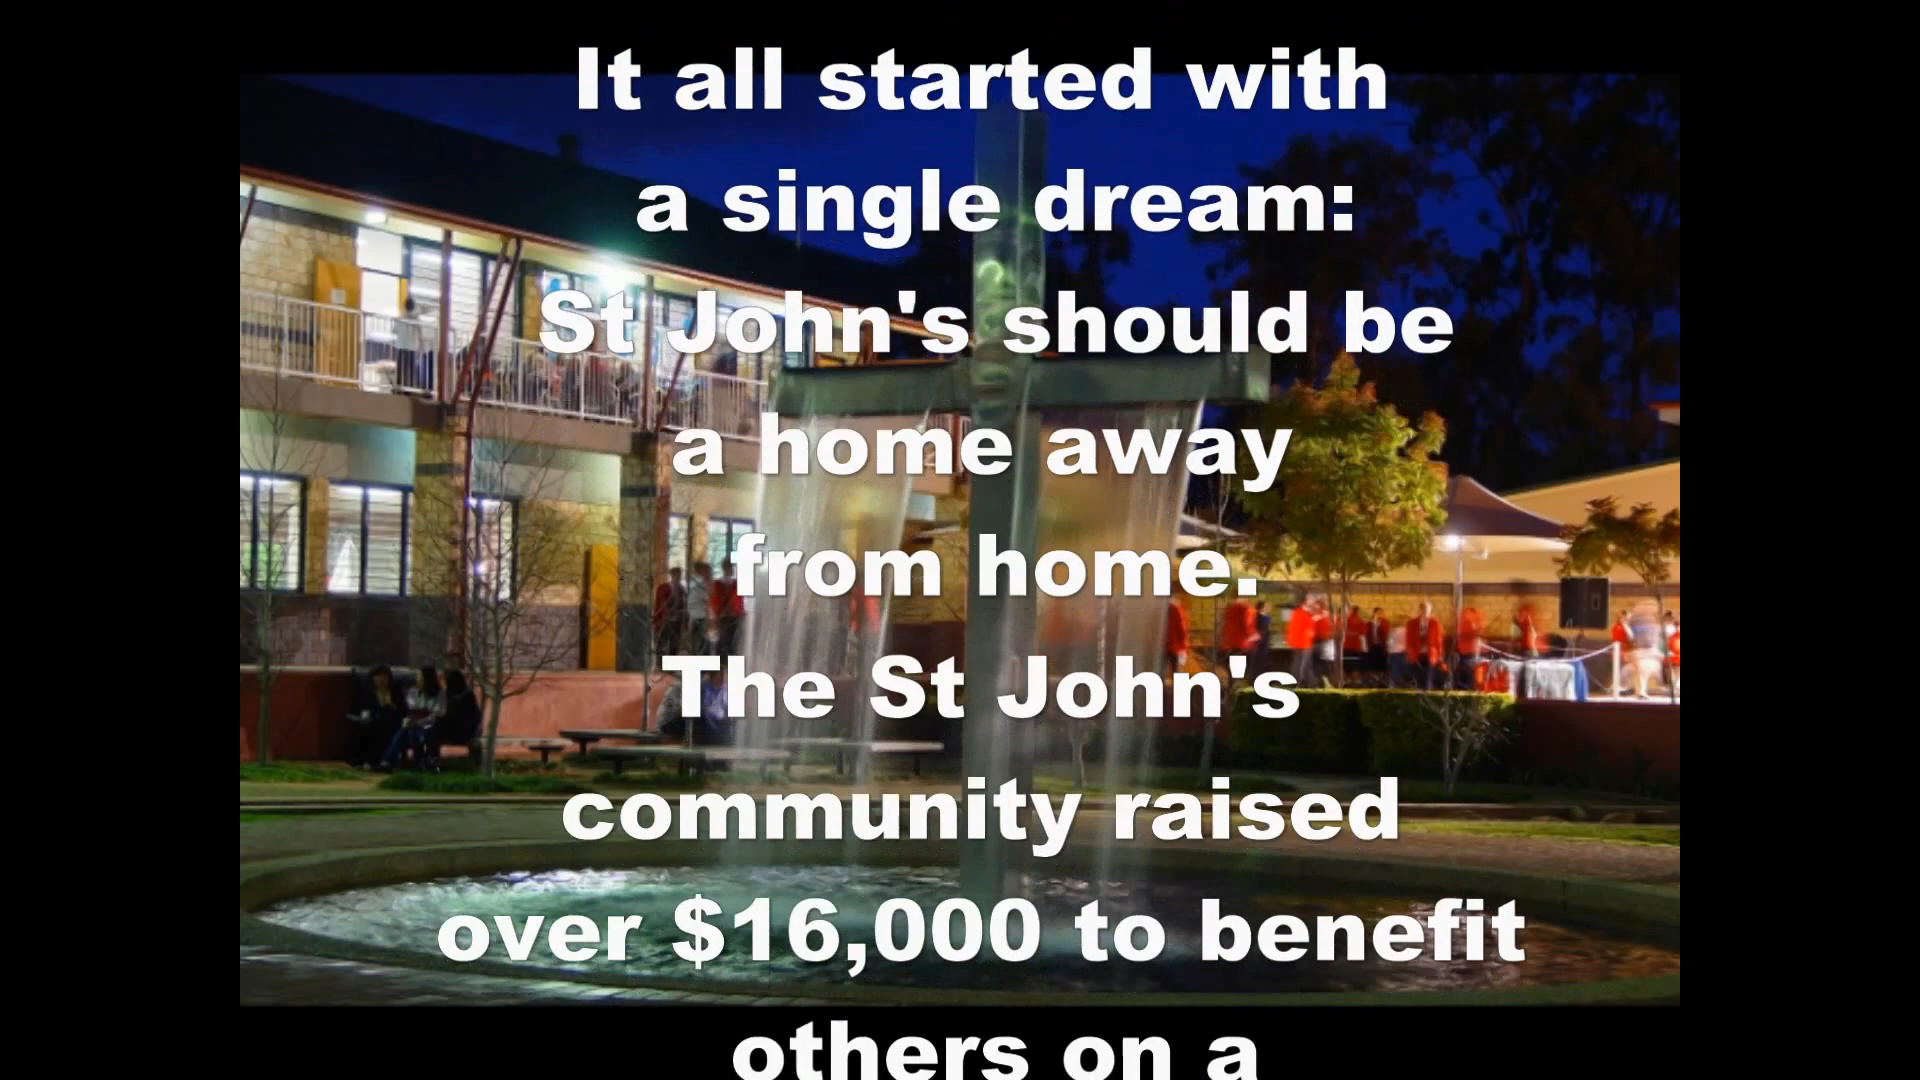 It all started with
a single dream:
St John's should be
a home away
from home.
The St John's
community raised
over $16,000 to benefit
others on a